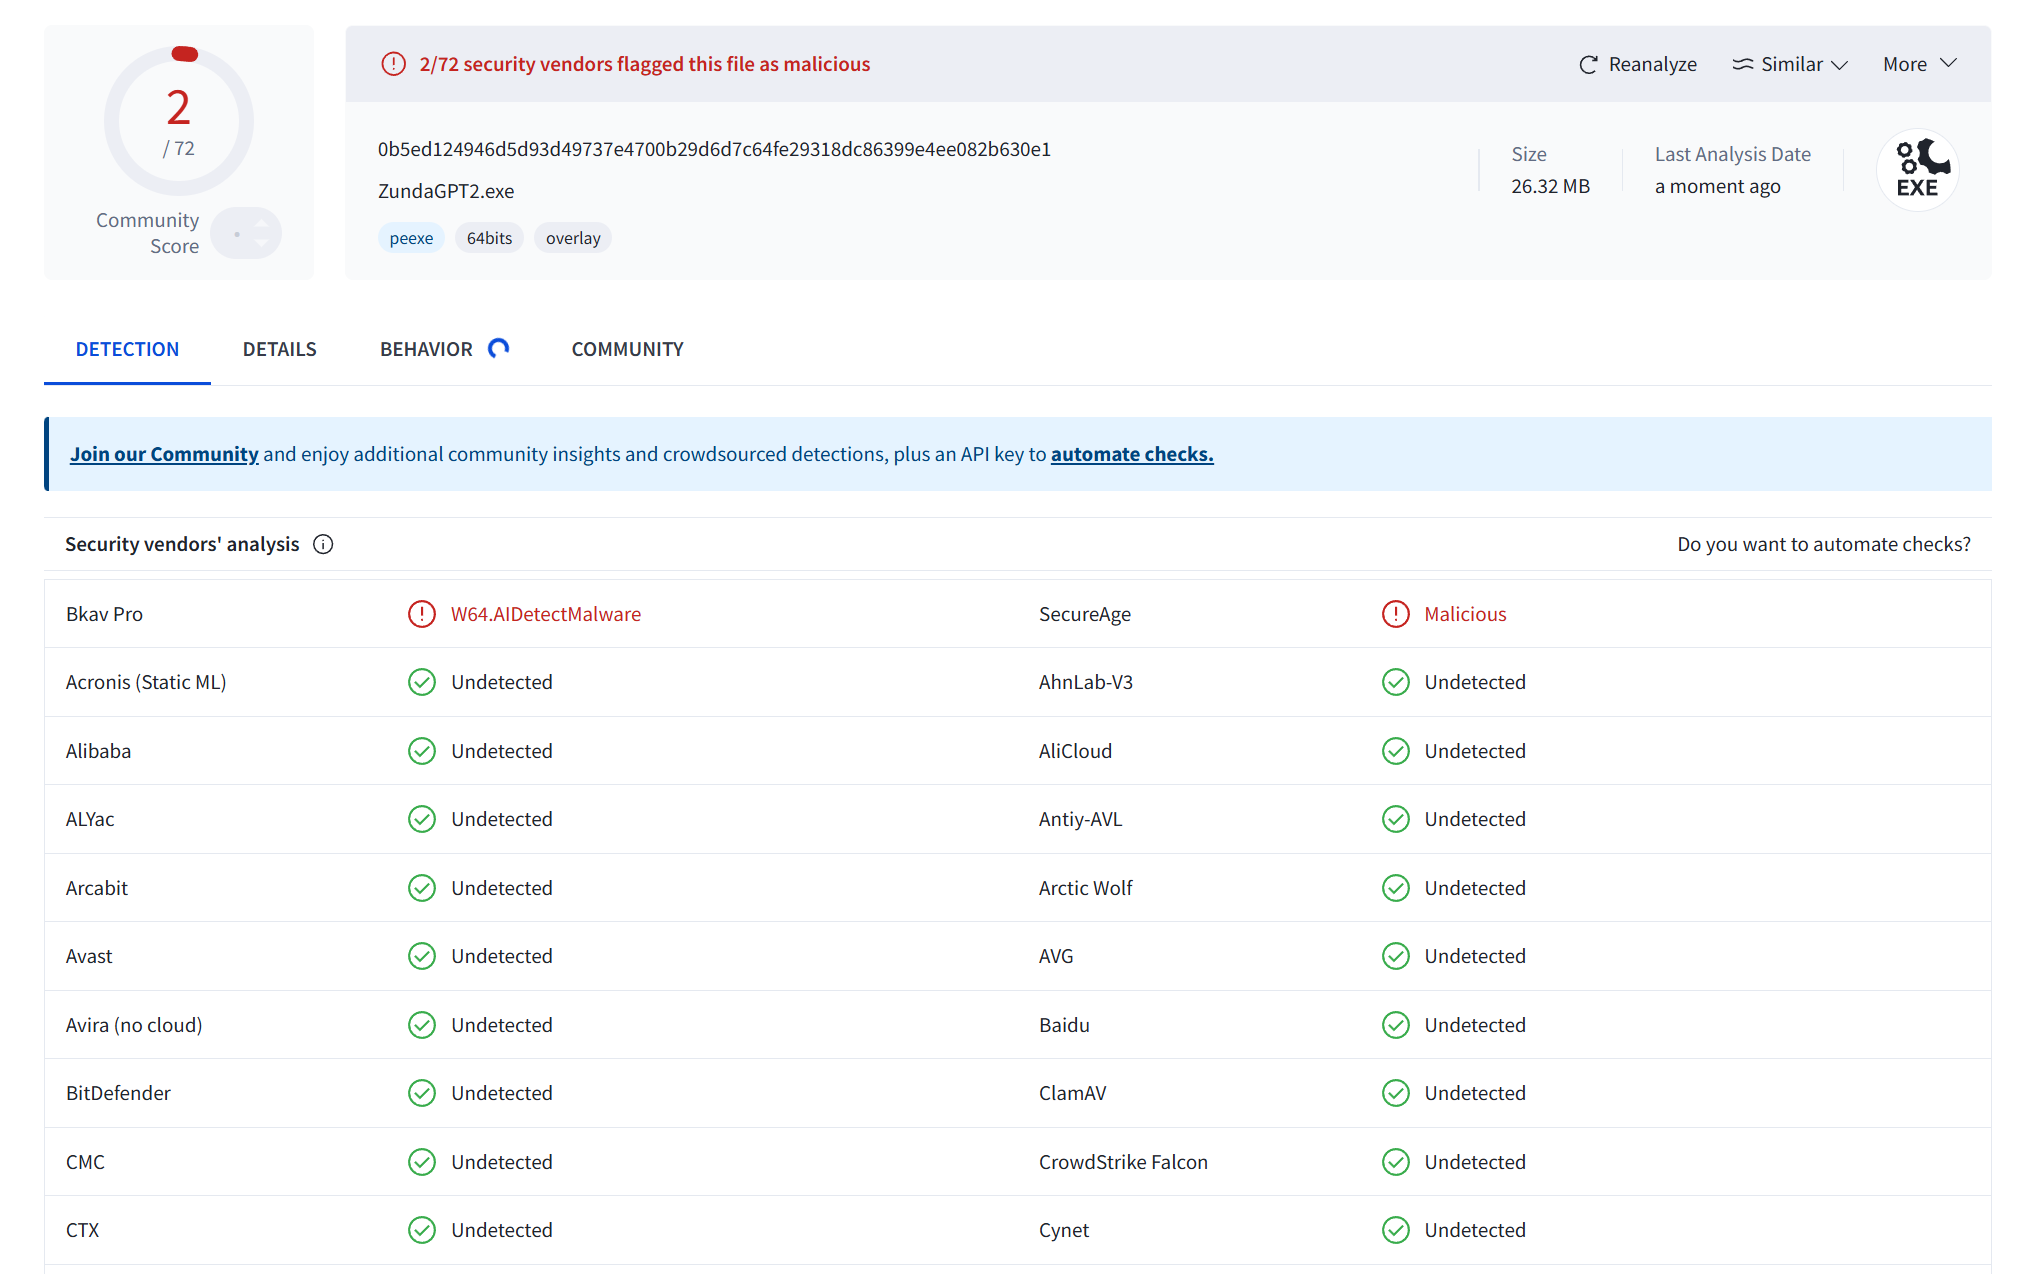 2
/ 72
Community
Score
2/72 security vendors flagged this file as malicious
Reanalyze
Similar
More
0b5ed124946d5d93d49737e4700b29d6d7c64fe29318dc86399e4ee082b630e1
ZundaGPT2.exe
peexe
64bits
overlay
Size
26.32 MB
Last Analysis Date
a moment ago
EXE
DETECTION
DETAILS
BEHAVIOR
COMMUNITY
Join our Community and enjoy additional community insights and crowdsourced detections, plus an API key to automate checks.
Security vendors' analysis
Do you want to automate checks?
Bkav Pro
W64.AIDetectMalware
SecureAge
Malicious
Acronis (Static ML)
Undetected
AhnLab-V3
Undetected
Alibaba
Undetected
AliCloud
Undetected
ALYac
Undetected
Antiy-AVL
Undetected
Arcabit
Undetected
Arctic Wolf
Undetected
Avast
Undetected
AVG
Undetected
Avira (no cloud)
Undetected
Baidu
Undetected
BitDefender
Undetected
ClamAV
Undetected
CMC
Undetected
CrowdStrike Falcon
Undetected
CTX
Undetected
Cynet
Undetected